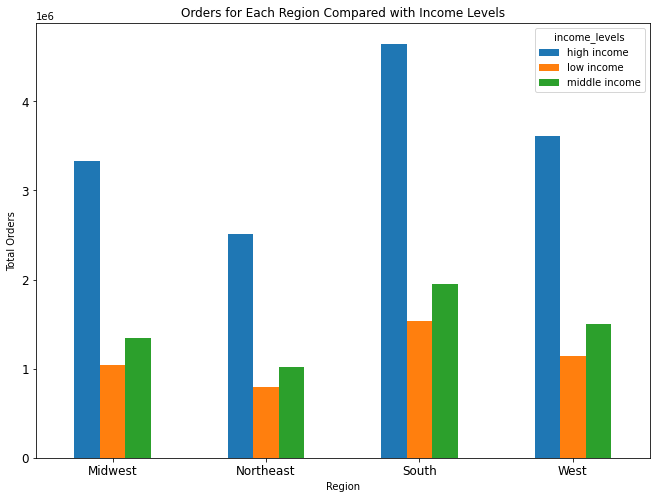 Orders for Each Region Compared with Income Levels
1e6
income_levels
high income
low income
middle income
4
3
2
1
0
Total Orders
Midwest Northeast South West
Region